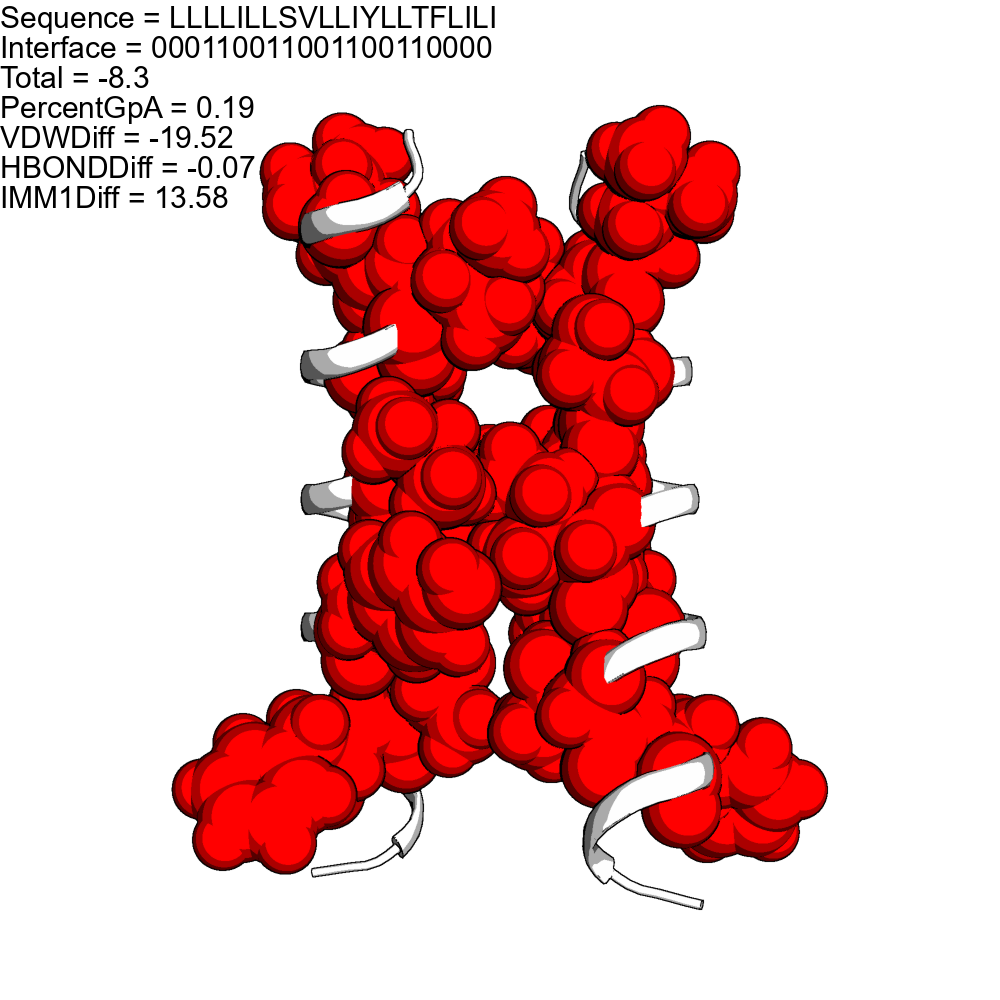 Sequence = LLLLILLSVLLIYLLTFLILI
Interface = 000110011001100110000
Total = -8.3
PercentGpA = 0.19
VDWDiff = -19.52
HBONDDiff = -0.07
IMM1Diff = 13.58